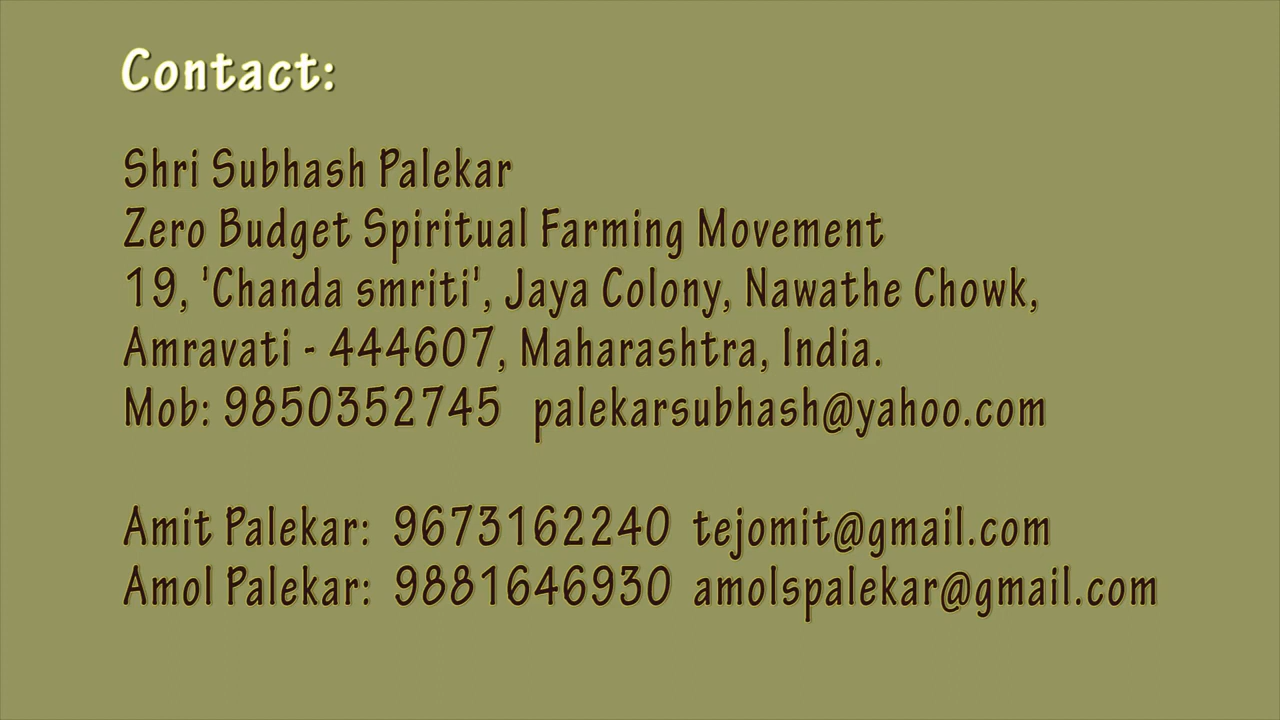 Contact:
Shri Subhash Palekar
Zero Budget Spiritual Farming Movement
19, 'Chanda smriti', Jaya Colony, Nawathe Chowk,
Amravati - 444607, Maharashtra, India.
Mob: 9850352745 palekarsubhash@yahoo.com
Amit Palekar: 9673162240 tejomit@gmail.com
Amol Palekar: 9881646930 amolspalekar@gmail.com